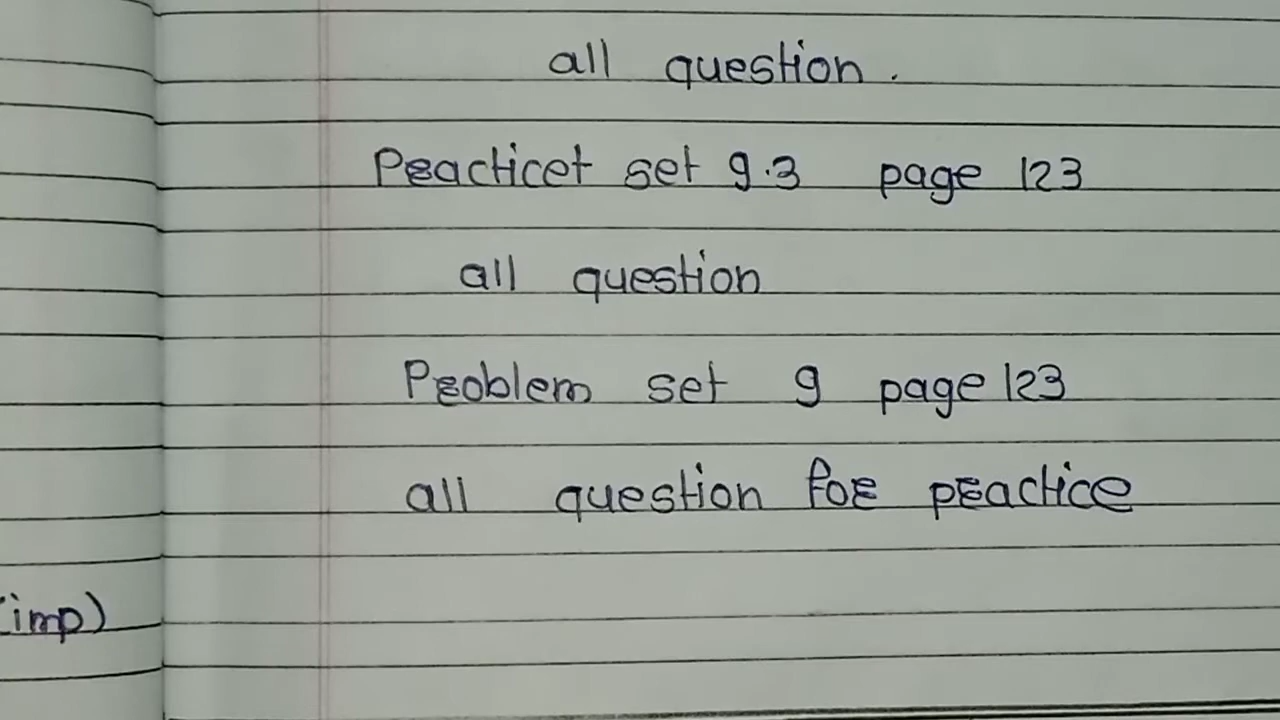 all question.
Practicet set 9.3 page 123
all question
Problem set 9 page 123
all question for practice
imp)